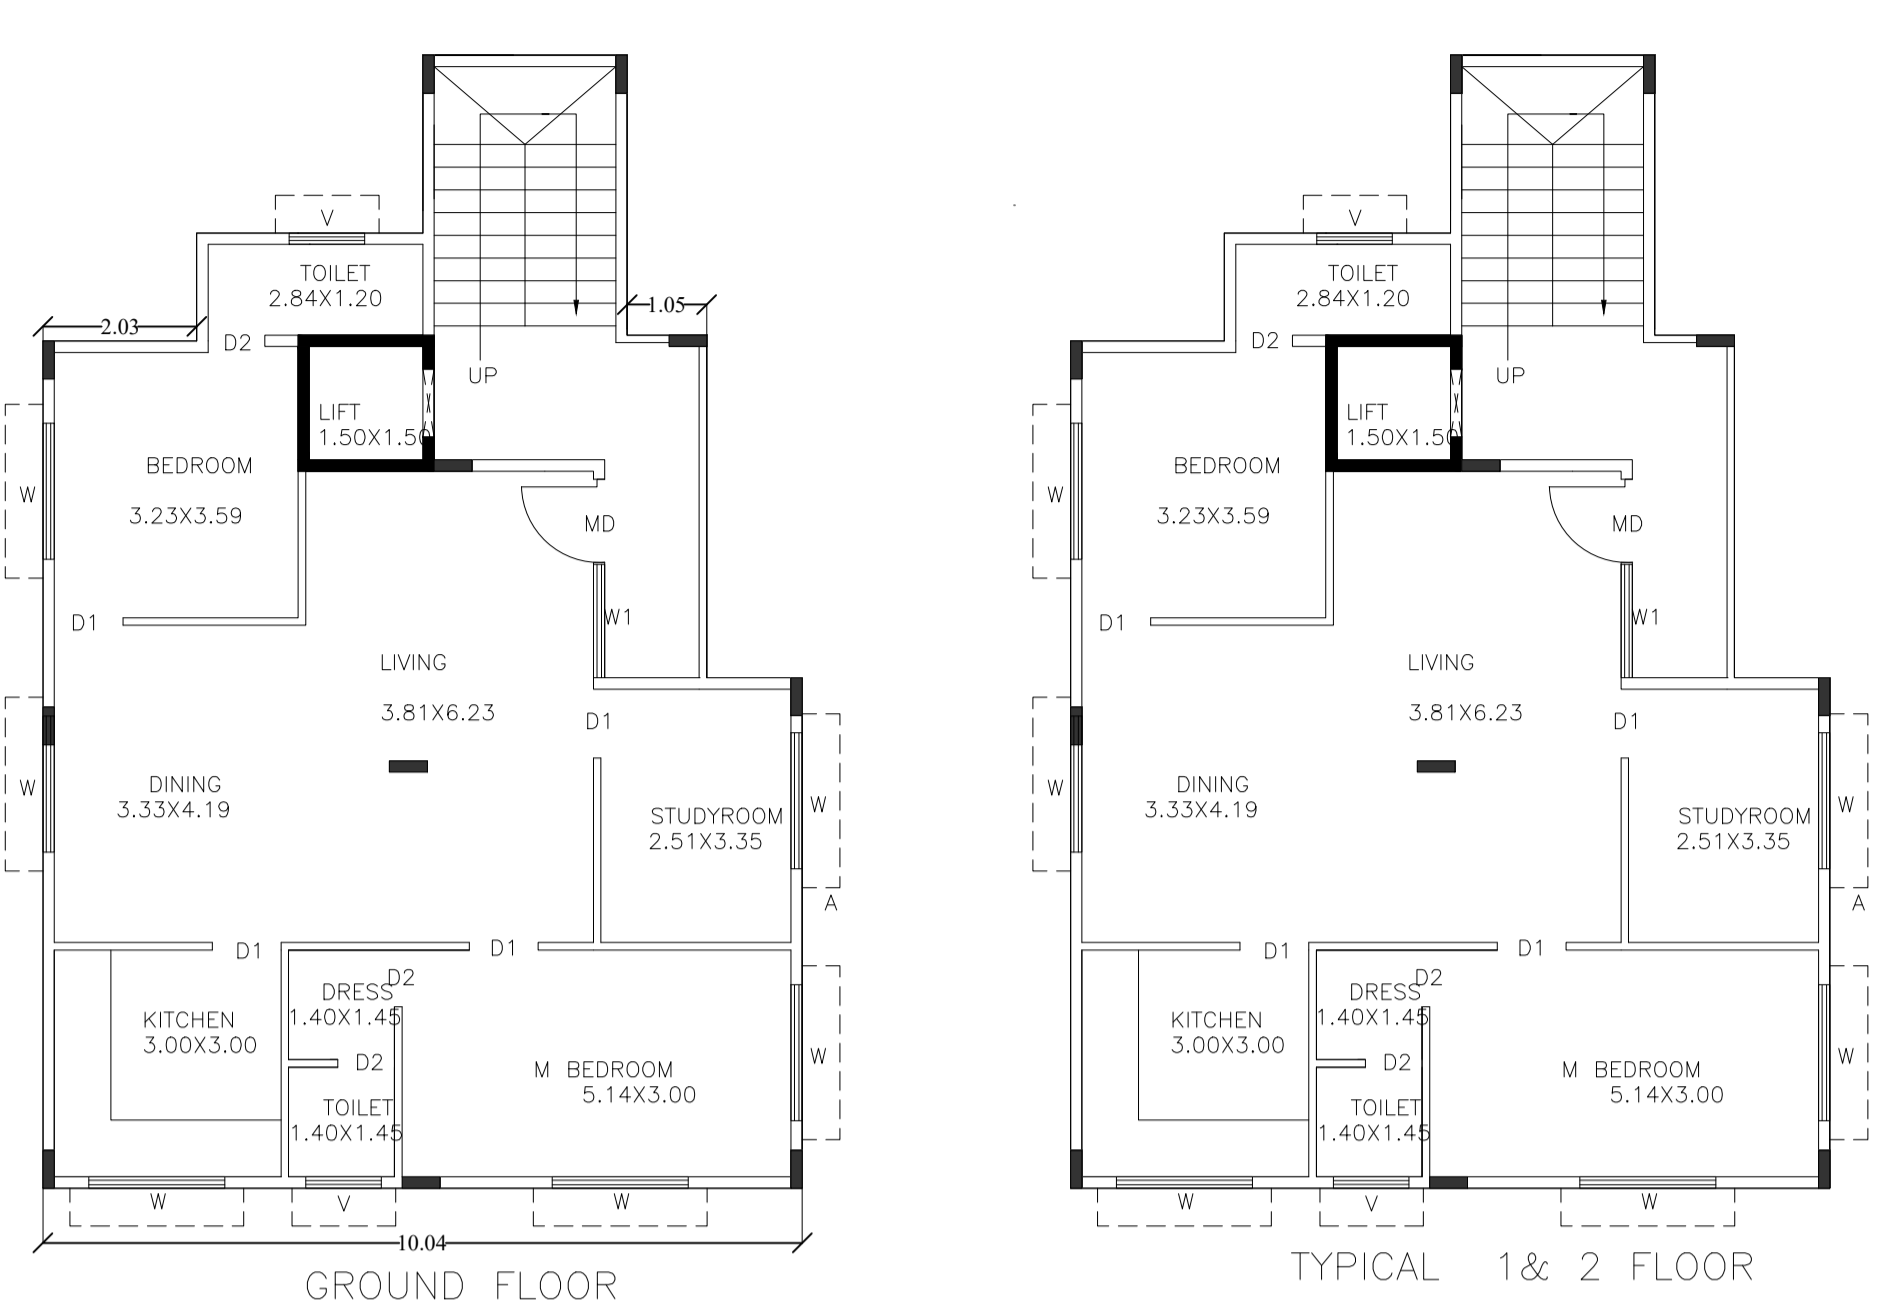 V
TOILET
2.84X1.20
1.05
2.03
D2
UP
LIFT
1.50X1.50
BEDROOM
W
3.23X3.59
MD
D1
W1
LIVING
3.81X6.23
D1
DINING
3.33X4.19
W
W
STUDYROOM
2.51X3.35
A
D1
D1
D2
DRESS
1.40X1.45
KITCHEN
3.00X3.00
D2
W
M BEDROOM
5.14X3.00
TOILET
1.40X1.45
W
V
W
10.04
GROUND FLOOR
V
TOILET
2.84X1.20
D2
UP
LIFT
1.50X1.50
BEDROOM
W
3.23X3.59
MD
D1
W1
LIVING
3.81X6.23
D1
DINING
3.33X4.19
W
W
STUDYROOM
2.51X3.35
A
D1
D1
D2
DRESS
1.40X1.45
KITCHEN
3.00X3.00
D2
W
M BEDROOM
5.14X3.00
TOILET
1.40X1.45
W
V
W
TYPICAL 1& 2 FLOOR